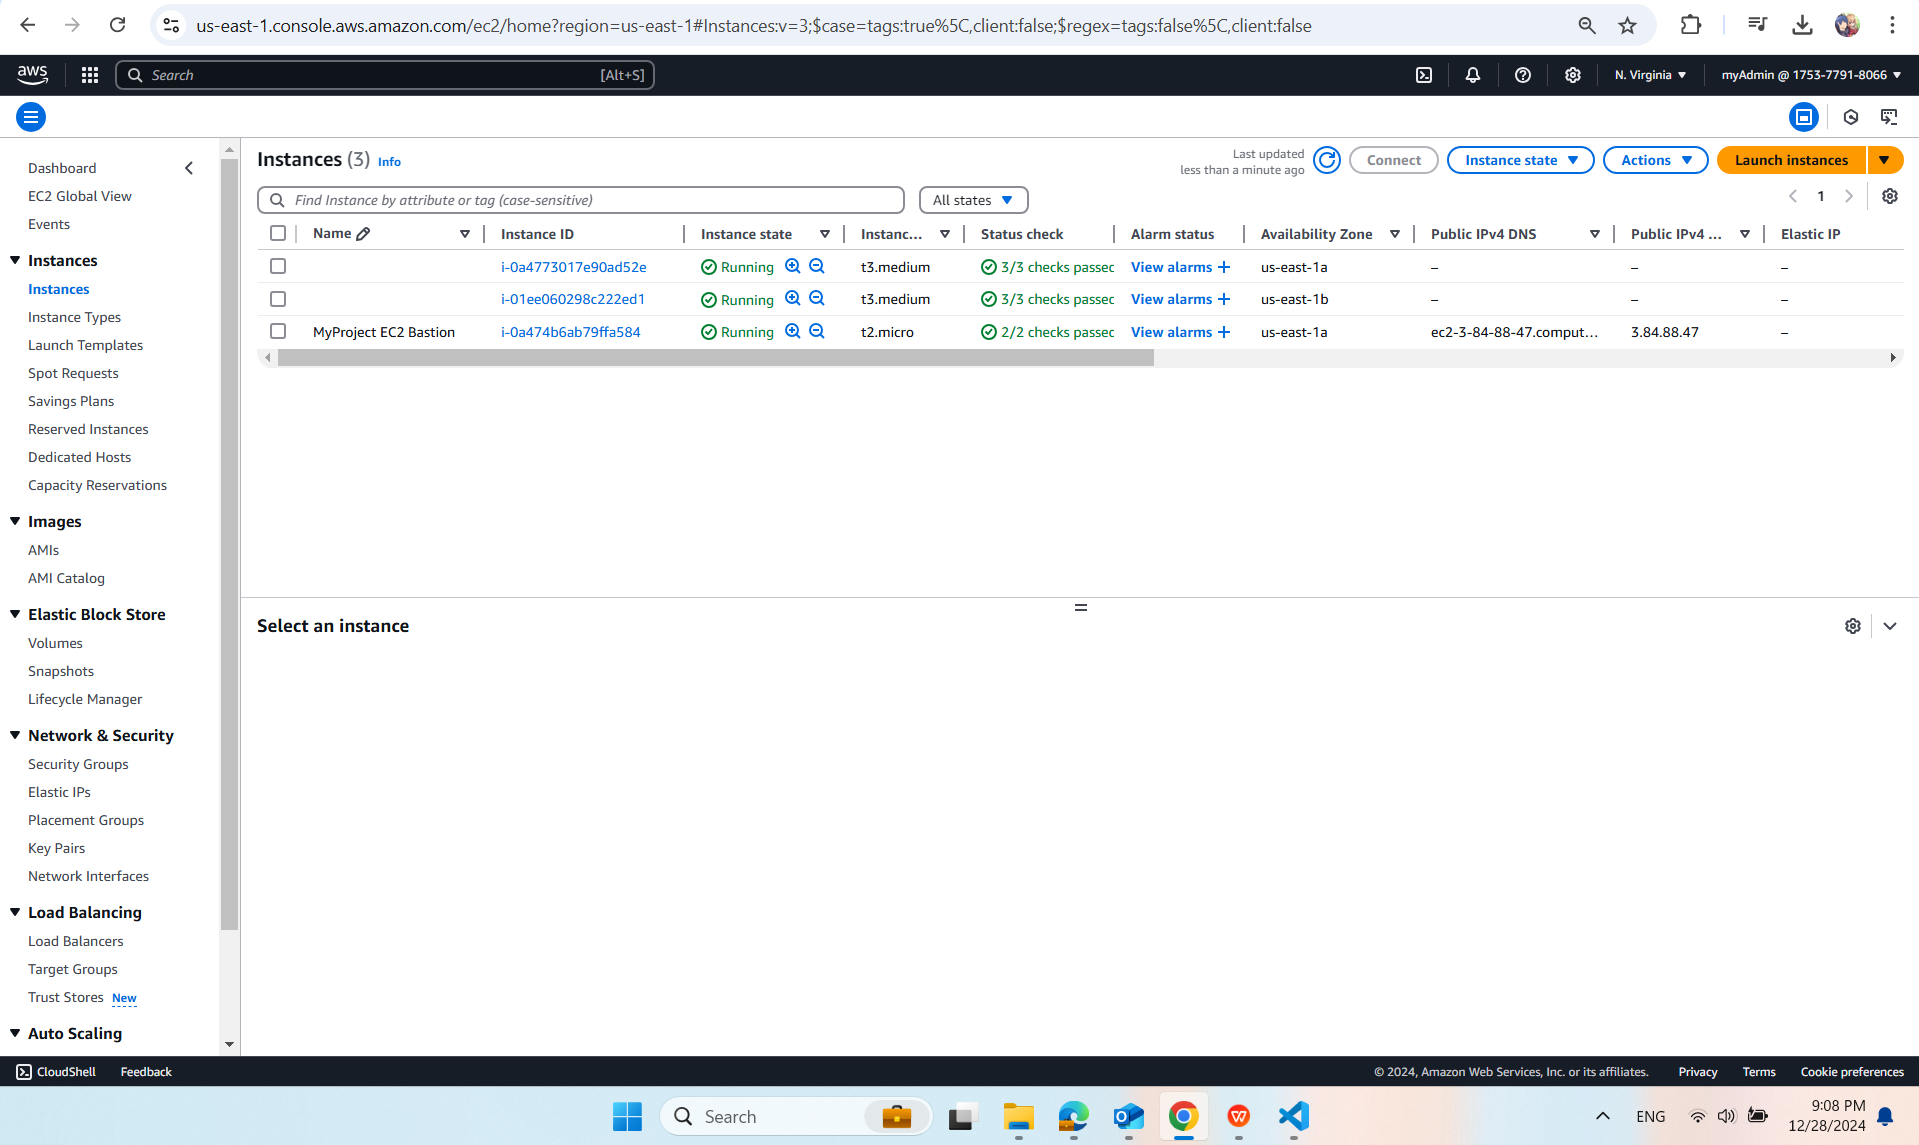 us-east-1.console.aws.amazon.com/ec2/home?region=us-east-1#Instances:v=3;$case=tags:true%5C,client:false;$regex=tags:false%5C,client:false
aws
Search [Alt+S]
N. Virginia
myAdmin @ 1753-7791-8066
Dashboard
EC2 Global View
Events
Instances
Instances
Instance Types
Launch Templates
Spot Requests
Savings Plans
Reserved Instances
Dedicated Hosts
Capacity Reservations
Images
AMIs
AMI Catalog
Elastic Block Store
Volumes
Snapshots
Lifecycle Manager
Network & Security
Security Groups
Elastic IPs
Placement Groups
Key Pairs
Network Interfaces
Load Balancing
Load Balancers
Target Groups
Trust Stores New
Auto Scaling
Instances (3) Info
Last updated
less than a minute ago
Connect
Instance state
Actions
Launch instances
Find Instance by attribute or tag (case-sensitive)
All states
1
Name Instance ID Instance state Instanc... Status check Alarm status Availability Zone Public IPv4 DNS Public IPv4 ... Elastic IP
i-0a4773017e90ad52e Running t3.medium 3/3 checks passec View alarms + us-east-1a – – –
i-01ee060298c222ed1 Running t3.medium 3/3 checks passec View alarms + us-east-1b – – –
MyProject EC2 Bastion i-0a474b6ab79ffa584 Running t2.micro 2/2 checks passec View alarms + us-east-1a ec2-3-84-88-47.comput... 3.84.88.47 –
Select an instance
CloudShell Feedback
© 2024, Amazon Web Services, Inc. or its affiliates. Privacy Terms Cookie preferences
Search
ENG
9:08 PM
12/28/2024